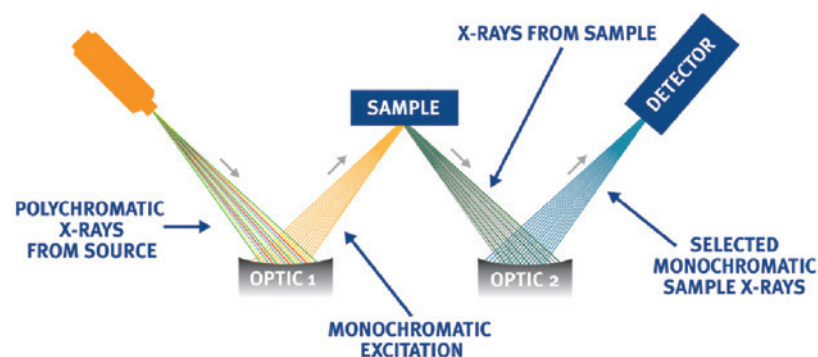 X-RAYS FROM SAMPLE
DETECTOR
SAMPLE
POLYCHROMATIC
X-RAYS
FROM SOURCE
OPTIC 1
OPTIC 2
SELECTED
MONOCHROMATIC
SAMPLE X-RAYS
MONOCHROMATIC
EXCITATION